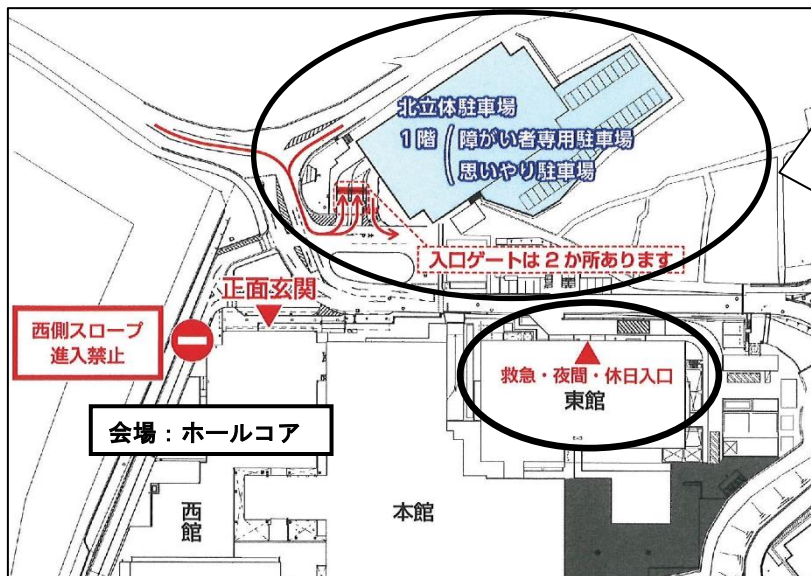 北立体駐車場
1階（障がい者専用駐車場
思いやり駐車場
入口ゲートは2か所あります
正面玄関
西側スロープ
進入禁止
救急・夜間・休日入口
東館
会場：ホールコア
西館
本館